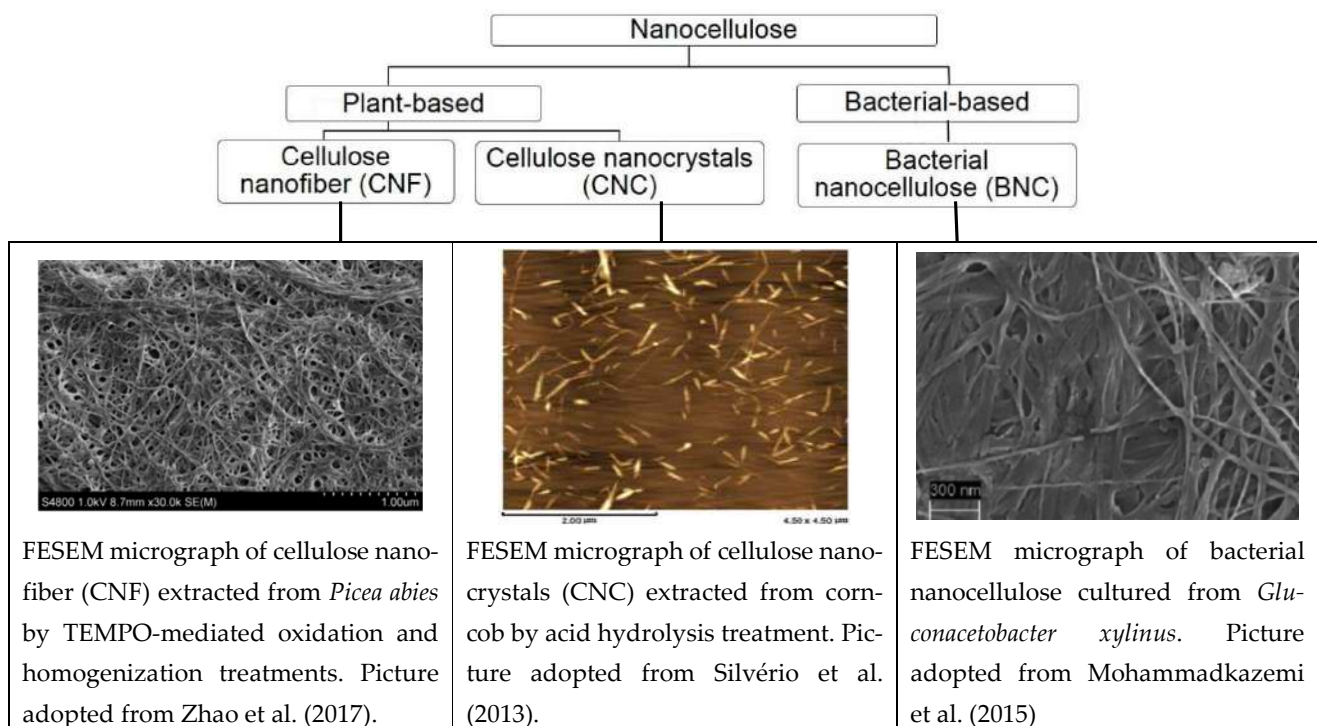 Nanocellulose
Plant-based
Bacterial-based
Cellulose
nanofiber (CNF)
Cellulose nanocrystals
(CNC)
Bacterial
nanocellulose (BNC)
S4800 1.0kV 8.7mm x30.0k SE(M)
1.00um
2.00 μm
4.50 x 4.50 μm
300 nm
FESEM micrograph of cellulose nano-
fiber (CNF) extracted from Picea abies
by TEMPO-mediated oxidation and
homogenization treatments. Picture
adopted from Zhao et al. (2017).
FESEM micrograph of cellulose nano-
crystals (CNC) extracted from corn-
cob by acid hydrolysis treatment. Pic-
ture adopted from Silvério et al.
(2013).
FESEM micrograph of bacterial
nanocellulose cultured from Glu-
conacetobacter xylinus. Picture
adopted from Mohammadkazemi
et al. (2015)